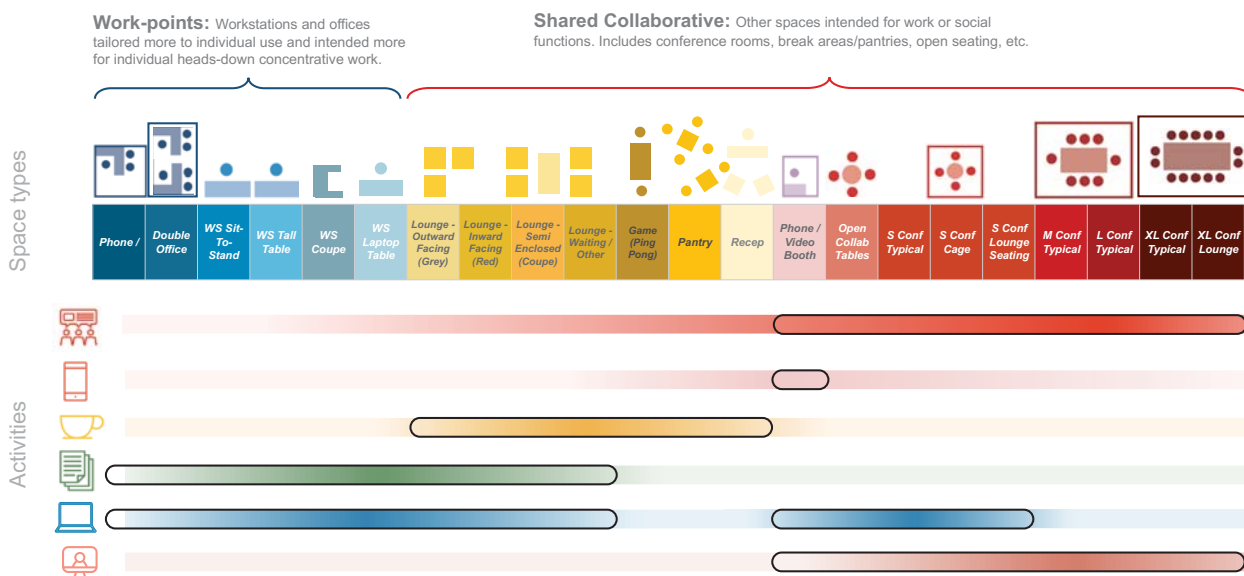 Work-points: Workstations and offices
tailored more to individual use and intended more
for individual heads-down concentrative work.
Shared Collaborative: Other spaces intended for work or social
functions. Includes conference rooms, break areas/pantries, open seating, etc.
Space types
Phone /
Double
Office
WS Sit-
To-
Stand
WS Tall
Table
WS
Coupe
WS
Laptop
Table
Lounge -
Outward
Facing
(Grey)
Lounge -
Inward
Facing
(Red)
Lounge -
Semi
Enclosed
(Coupe)
Lounge -
Waiting /
Other
Game
(Ping
Pong)
Pantry
Recep
Phone /
Video
Booth
Open
Collab
Tables
S Conf
Typical
S Conf
Cage
S Conf
Lounge
Seating
M Conf
Typical
L Conf
Typical
XL Conf
Typical
XL Conf
Lounge
Activities